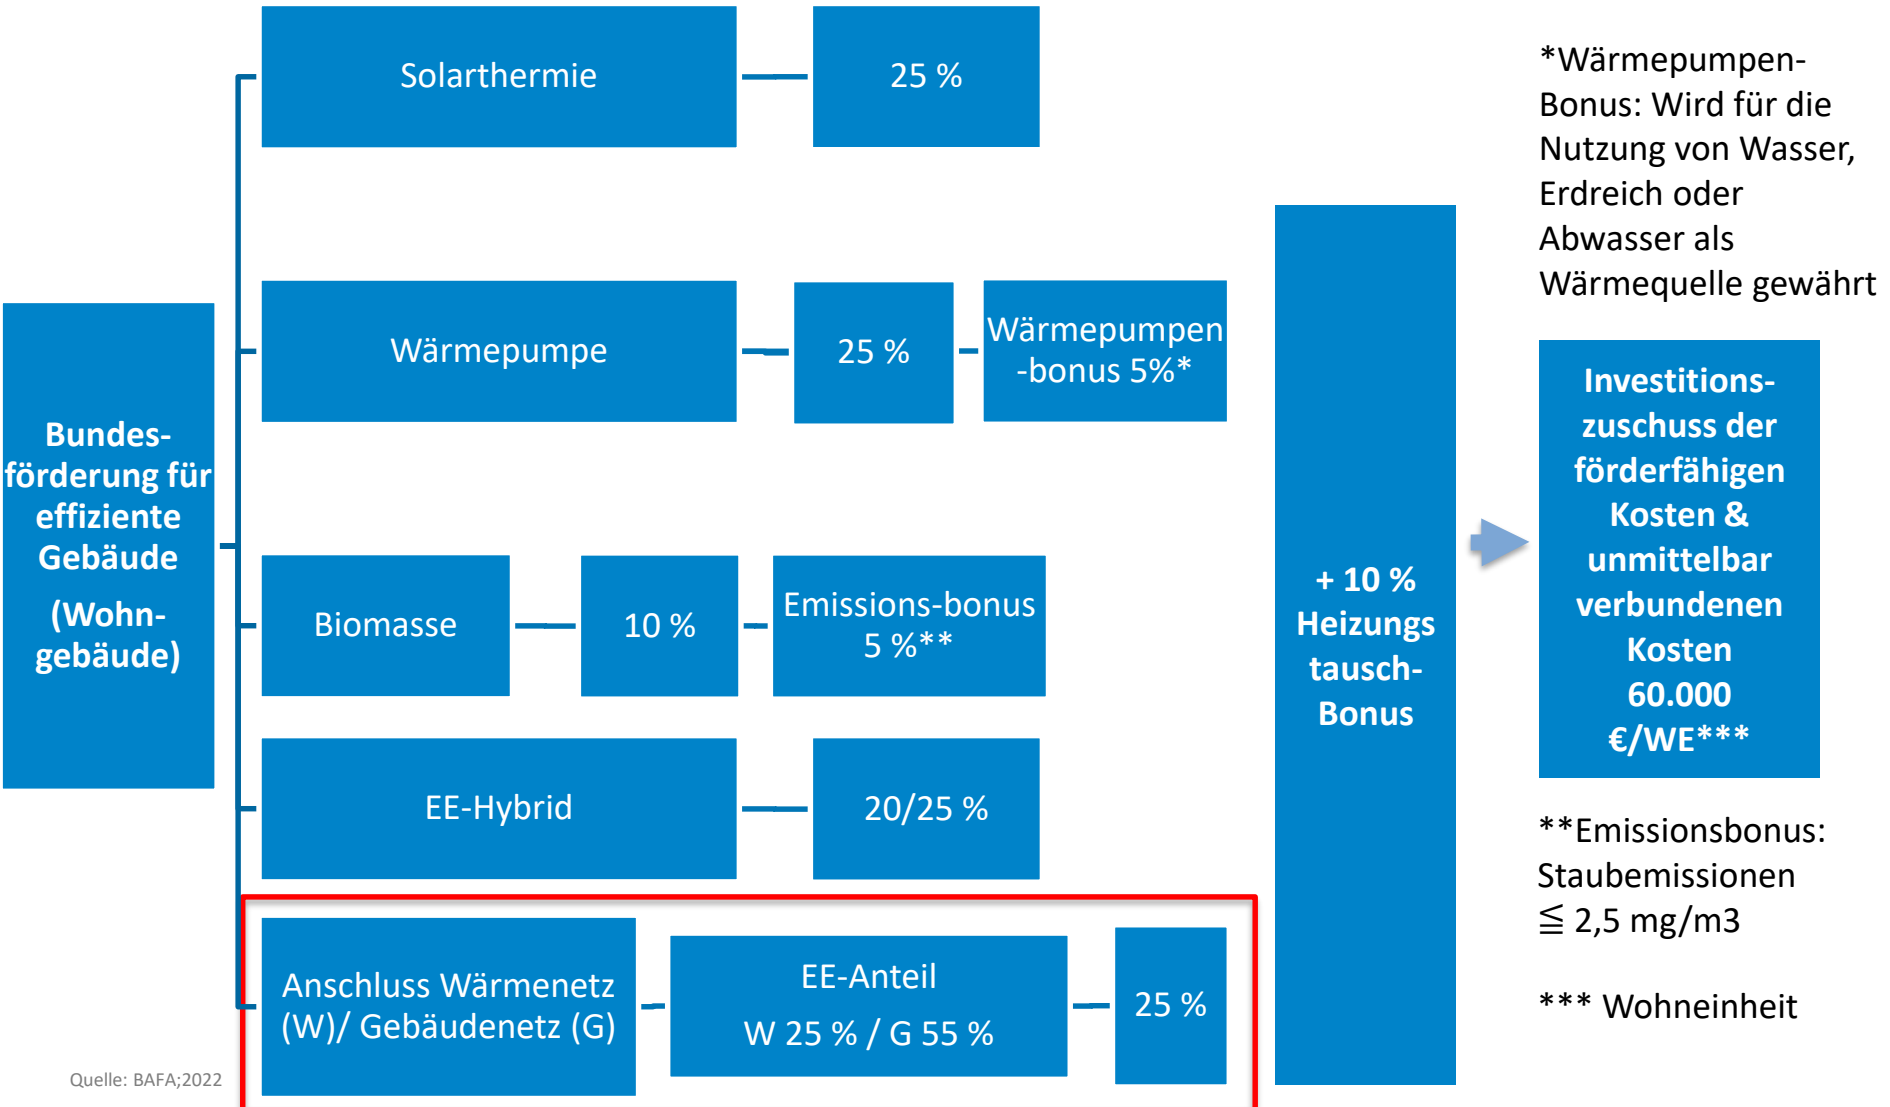 Bundes-
förderung für
effiziente
Gebäude
(Wohn-
gebäude)
Solarthermie
25 %
Wärmepumpe
25 %
Wärmepumpen
-bonus 5%*
Biomasse
10 %
Emissions-bonus
5 %**
EE-Hybrid
20/25 %
Anschluss Wärmenetz
(W)/ Gebäudenetz (G)
EE-Anteil
W 25 % / G 55 %
25 %
+ 10 %
Heizungs
tausch-
Bonus
*Wärmepumpen-
Bonus: Wird für die
Nutzung von Wasser,
Erdreich oder
Abwasser als
Wärmequelle gewährt
Investitions-
zuschuss der
förderfähigen
Kosten &
unmittelbar
verbundenen
Kosten
60.000
€/WE***
**Emissionsbonus:
Staubemissionen
≦ 2,5 mg/m3
*** Wohneinheit
Quelle: BAFA;2022